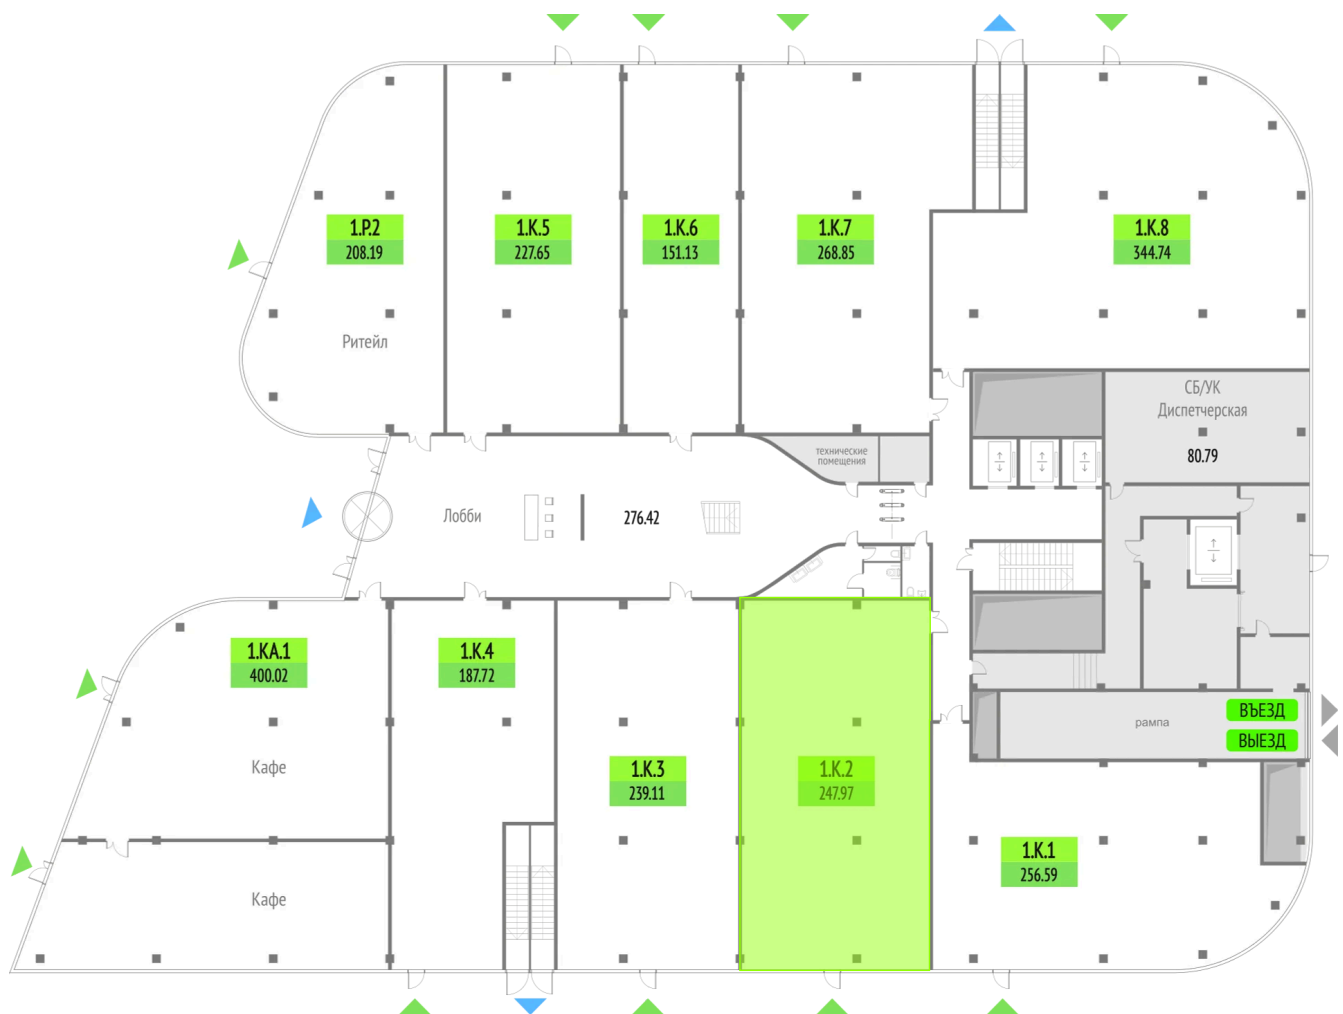 1.Р.2
208.19
1.К.5
227.65
1.К.6
151.13
1.К.7
268.85
1.К.8
344.74
Ритейл
СБ/УК
Диспетчерская
80.79
технические
помещения
Лобби
276.42
1.КА.1
400.02
1.К.4
187.72
Кафе
1.К.3
239.11
1.К.2
247.97
рампа
ВЪЕЗД
ВЫЕЗД
Кафе
1.К.1
256.59